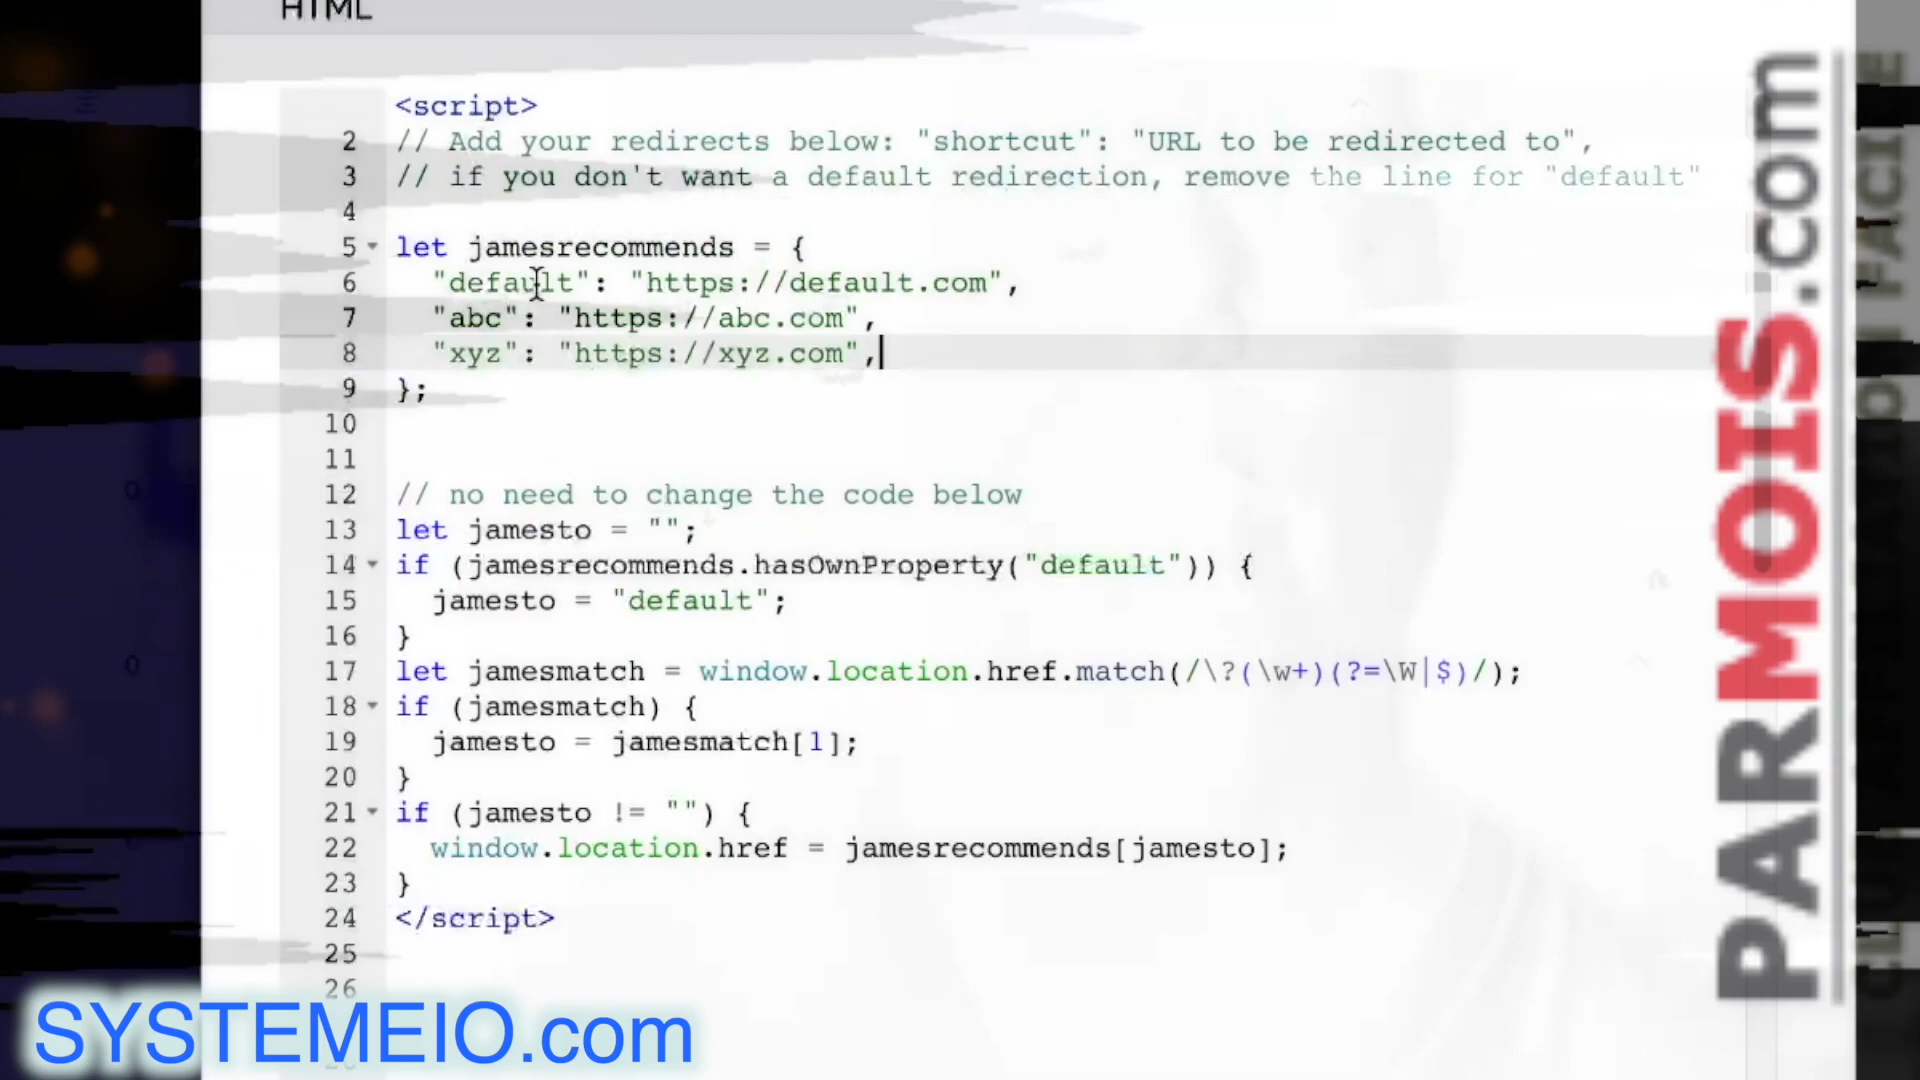 HTML
<script>
2 // Add your redirects below: "shortcut": "URL to be redirected to",
3 // if you don't want a default redirection, remove the line for "default"
4
5 let jamesrecommends = {
6 "default": "https://default.com",
7 "abc": "https://abc.com",
8 "xyz": "https://xyz.com",
9 };
10
11
12 // no need to change the code below
13 let jamesto = "";
14 if (jamesrecommends.hasOwnProperty("default")) {
15 jamesto = "default";
16 }
17 let jamesmatch = window.location.href.match(/\?(\w+)(?=\W|$)/);
18 if (jamesmatch) {
19 jamesto = jamesmatch[1];
20 }
21 if (jamesto != "") {
22 window.location.href = jamesrecommends[jamesto];
23 }
24 </script>
25
26
SYSTEMEIO.com
PARMOIS.com